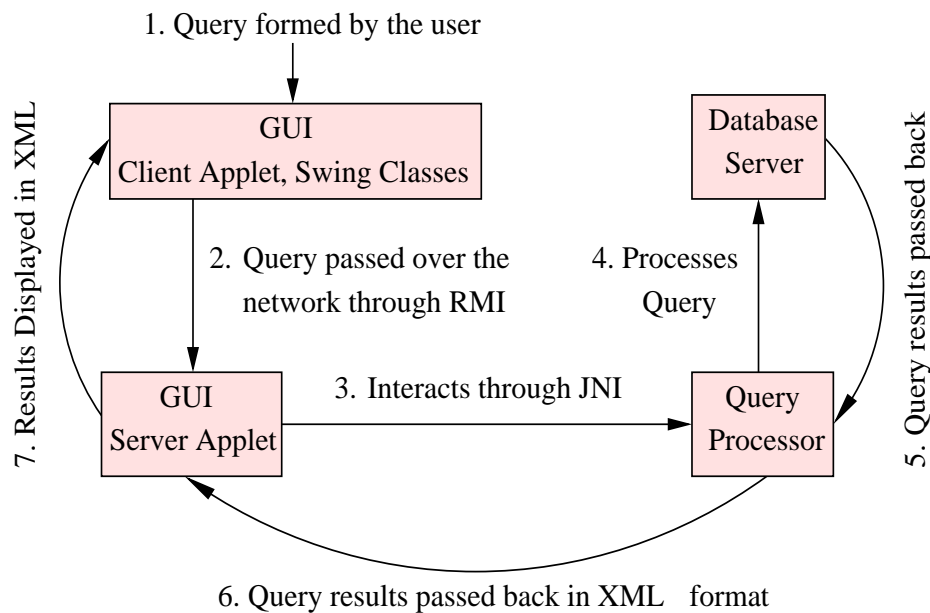 1. Query formed by the user
GUI
Client Applet, Swing Classes
Database
Server
2. Query passed over the
network through RMI
4. Processes
Query
GUI
Server Applet
3. Interacts through JNI
Query
Processor
5. Query results passed back
6. Query results passed back in XML format
7. Results Displayed in XML